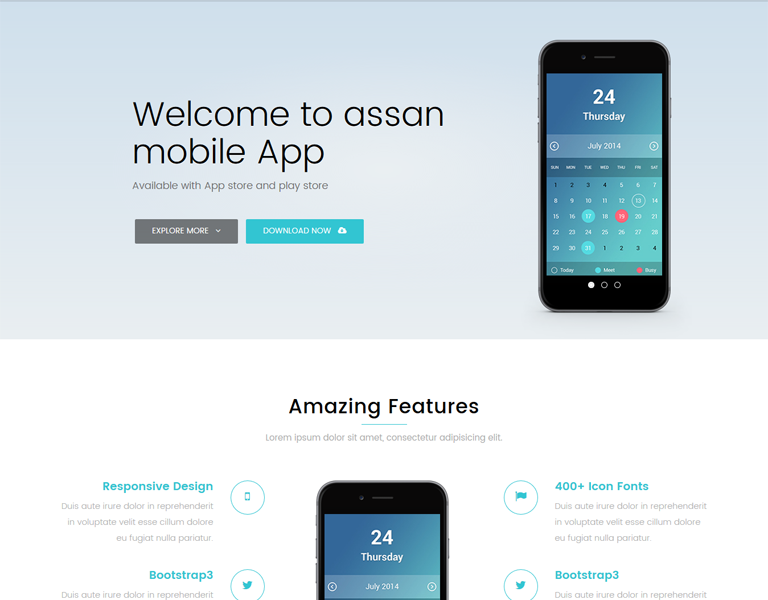 Welcome to assan
mobile App
Available with App store and play store
EXPLORE MORE
DOWNLOAD NOW
24
Thursday
July 2014
SUN MON TUE WED THU FRI SAT
1 2 3 4 5 6 7
8 9 10 11 12 13 14
15 16 17 18 19 20 21
22 23 24 25 26 27 28
29 30 31 1 2 3 4
Today Meet Busy
Amazing Features
Lorem ipsum dolor sit amet, consectetur adipisicing elit.
Responsive Design
Duis aute irure dolor in reprehenderit
in voluptate velit esse cillum dolore
eu fugiat nulla pariatur.
Bootstrap3
Duis aute irure dolor in reprehenderit
24
Thursday
July 2014
400+ Icon Fonts
Duis aute irure dolor in reprehenderit
in voluptate velit esse cillum dolore
eu fugiat nulla pariatur.
Bootstrap3
Duis aute irure dolor in reprehenderit